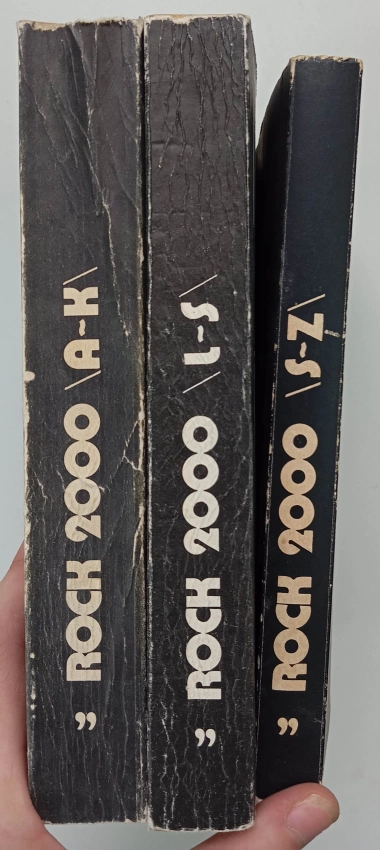 ” ROCK 2000 \A-K\
” ROCK 2000 \L-S\
” ROCK 2000 \S-Z\